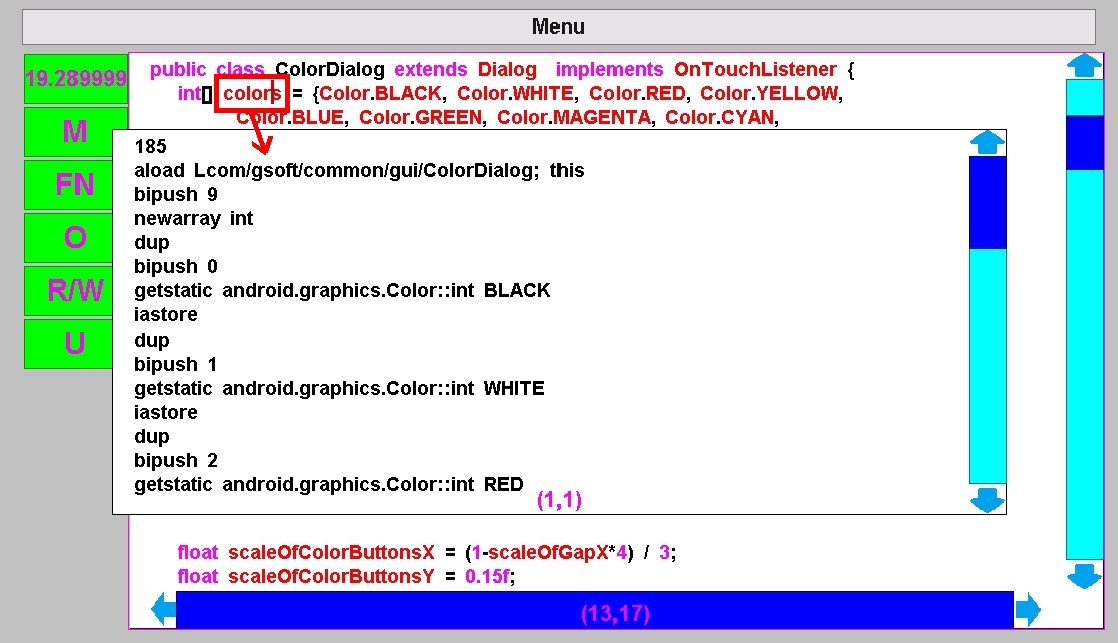 Menu
19.289999
M
FN
O
R/W
U
public class ColorDialog extends Dialog implements OnTouchListener {
int[] colors = {Color.BLACK, Color.WHITE, Color.RED, Color.YELLOW,
Color.BLUE, Color.GREEN, Color.MAGENTA, Color.CYAN,
185
aload Lcom/gsoft/common/gui/ColorDialog; this
bipush 9
newarray int
dup
bipush 0
getstatic android.graphics.Color::int BLACK
iastore
dup
bipush 1
getstatic android.graphics.Color::int WHITE
iastore
dup
bipush 2
getstatic android.graphics.Color::int RED
(1,1)
float scaleOfColorButtonsX = (1-scaleOfGapX*4) / 3;
float scaleOfColorButtonsY = 0.15f;
(13,17)